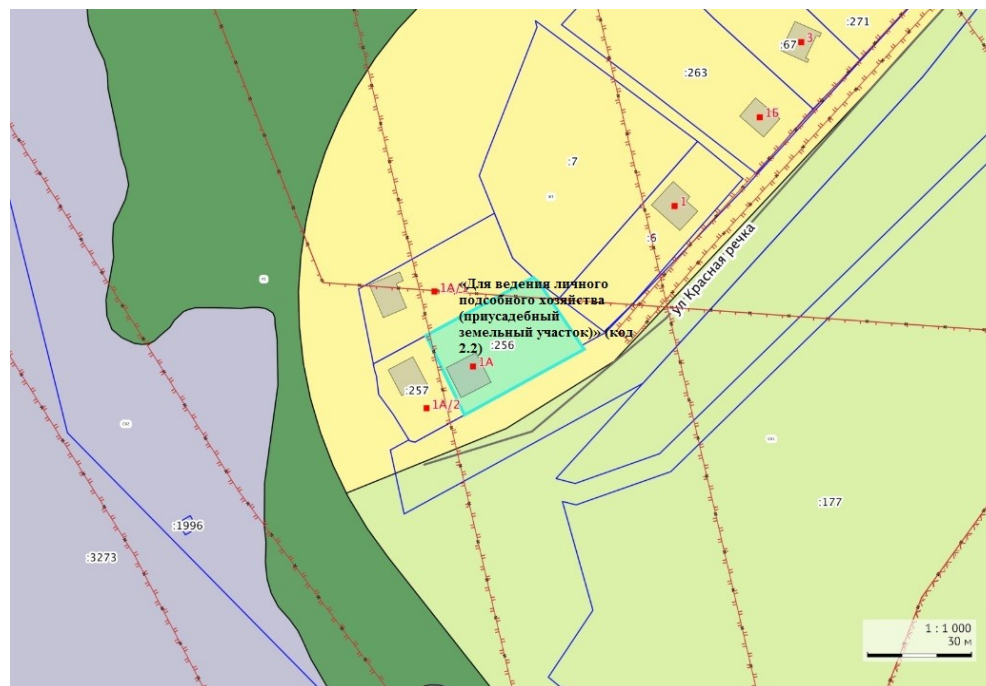 :271
3
:67
:263
1Б
:7
1
:6
Ул Красная речка
«Для ведения личного
подсобного хозяйства
(приусадебный
земельный участок)» (код
2.2)
1А/
:256
1А
:257
1А/2
:177
:1996
:3273
1 : 1 000
30 м